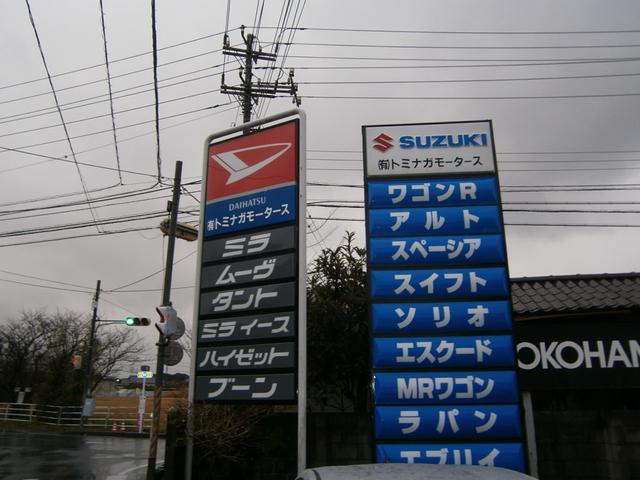 DAIHATSU
㈲トミナガモータース
ミラ
ムーヴ
タント
ミライース
ハイゼット
ブーン
SUZUKI
㈲トミナガモータース
ワゴンR
アルト
スペーシア
スイフト
ソリオ
エスクード
MRワゴン
ラパン
エブリイ
OKOHAM